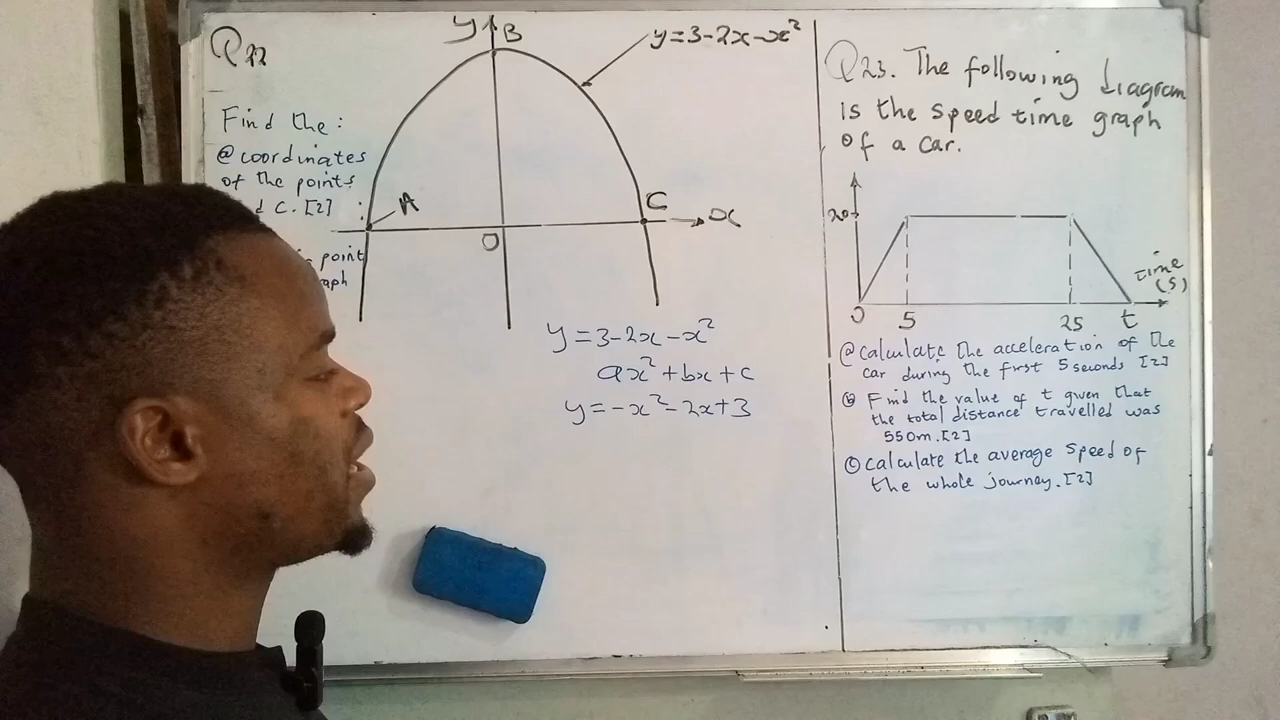 Q22
Find the:
@ coordinates
of the points
d C. [2]
point
aph
y
B
y=3-2x-x²
A
C
x
O
y=3-2x-x²
ax²+bx+c
y=-x²-2x+3
Q23. The following diagram
is the speed time graph
of a car.
20
time
(s)
0 5 25 t
@ calculate the acceleration of the
car during the first 5 seconds [2]
ⓑ Find the value of t given that
the total distance travelled was
550m.[2]
ⓒ calculate the average speed of
the whole journey.[2]